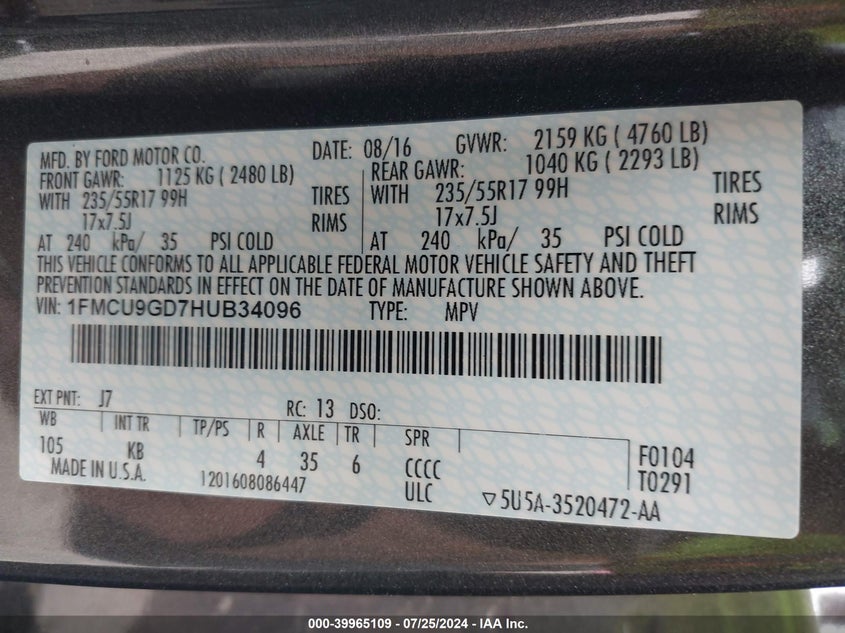 MFD. BY FORD MOTOR CO. DATE: 08/16 GVWR: 2159 KG ( 4760 LB)
FRONT GAWR: 1125 KG ( 2480 LB) REAR GAWR: 1040 KG ( 2293 LB)
WITH 235/55R17 99H TIRES WITH 235/55R17 99H TIRES
17x7.5J RIMS 17x7.5J RIMS
AT 240 kPa/ 35 PSI COLD AT 240 kPa/ 35 PSI COLD
THIS VEHICLE CONFORMS TO ALL APPLICABLE FEDERAL MOTOR VEHICLE SAFETY AND THEFT
PREVENTION STANDARDS IN EFFECT ON THE DATE OF MANUFACTURE SHOWN ABOVE.
VIN: 1FMCU9GD7HUB34096 TYPE: MPV
EXT PNT: J7 RC: 13 DSO:
WB INT TR TP/PS R AXLE TR SPR
105 KB 4 35 6 CCCC F0104
MADE IN U.S.A. 1201608086447 ULC ▽5U5A-3520472-AA T0291
000-39965109 - 07/25/2024 - IAA Inc.